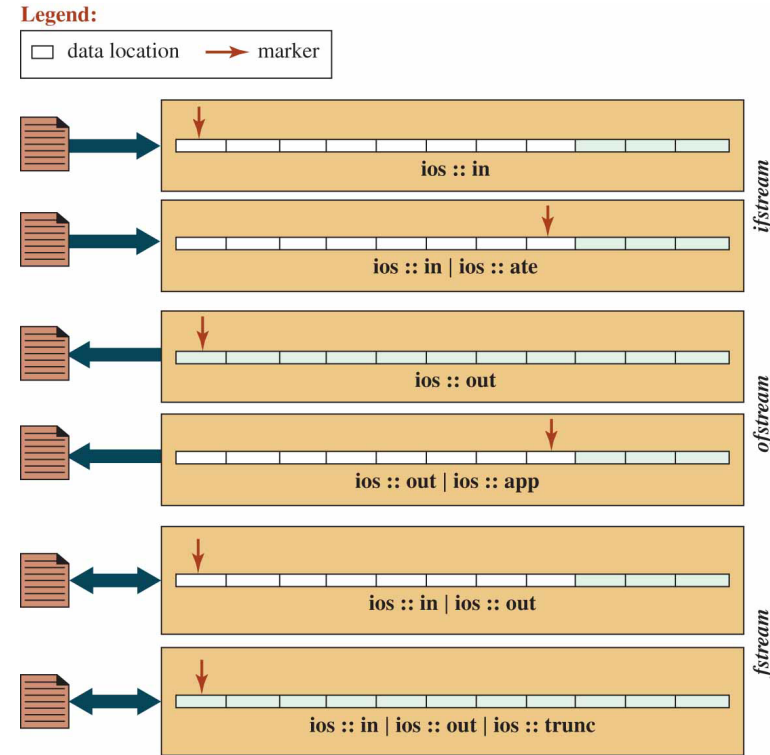 Legend:
data location marker
ios :: in
ifstream
ios :: in | ios :: ate
ios :: out
ofstream
ios :: out | ios :: app
ios :: in | ios :: out
fstream
ios :: in | ios :: out | ios :: trunc